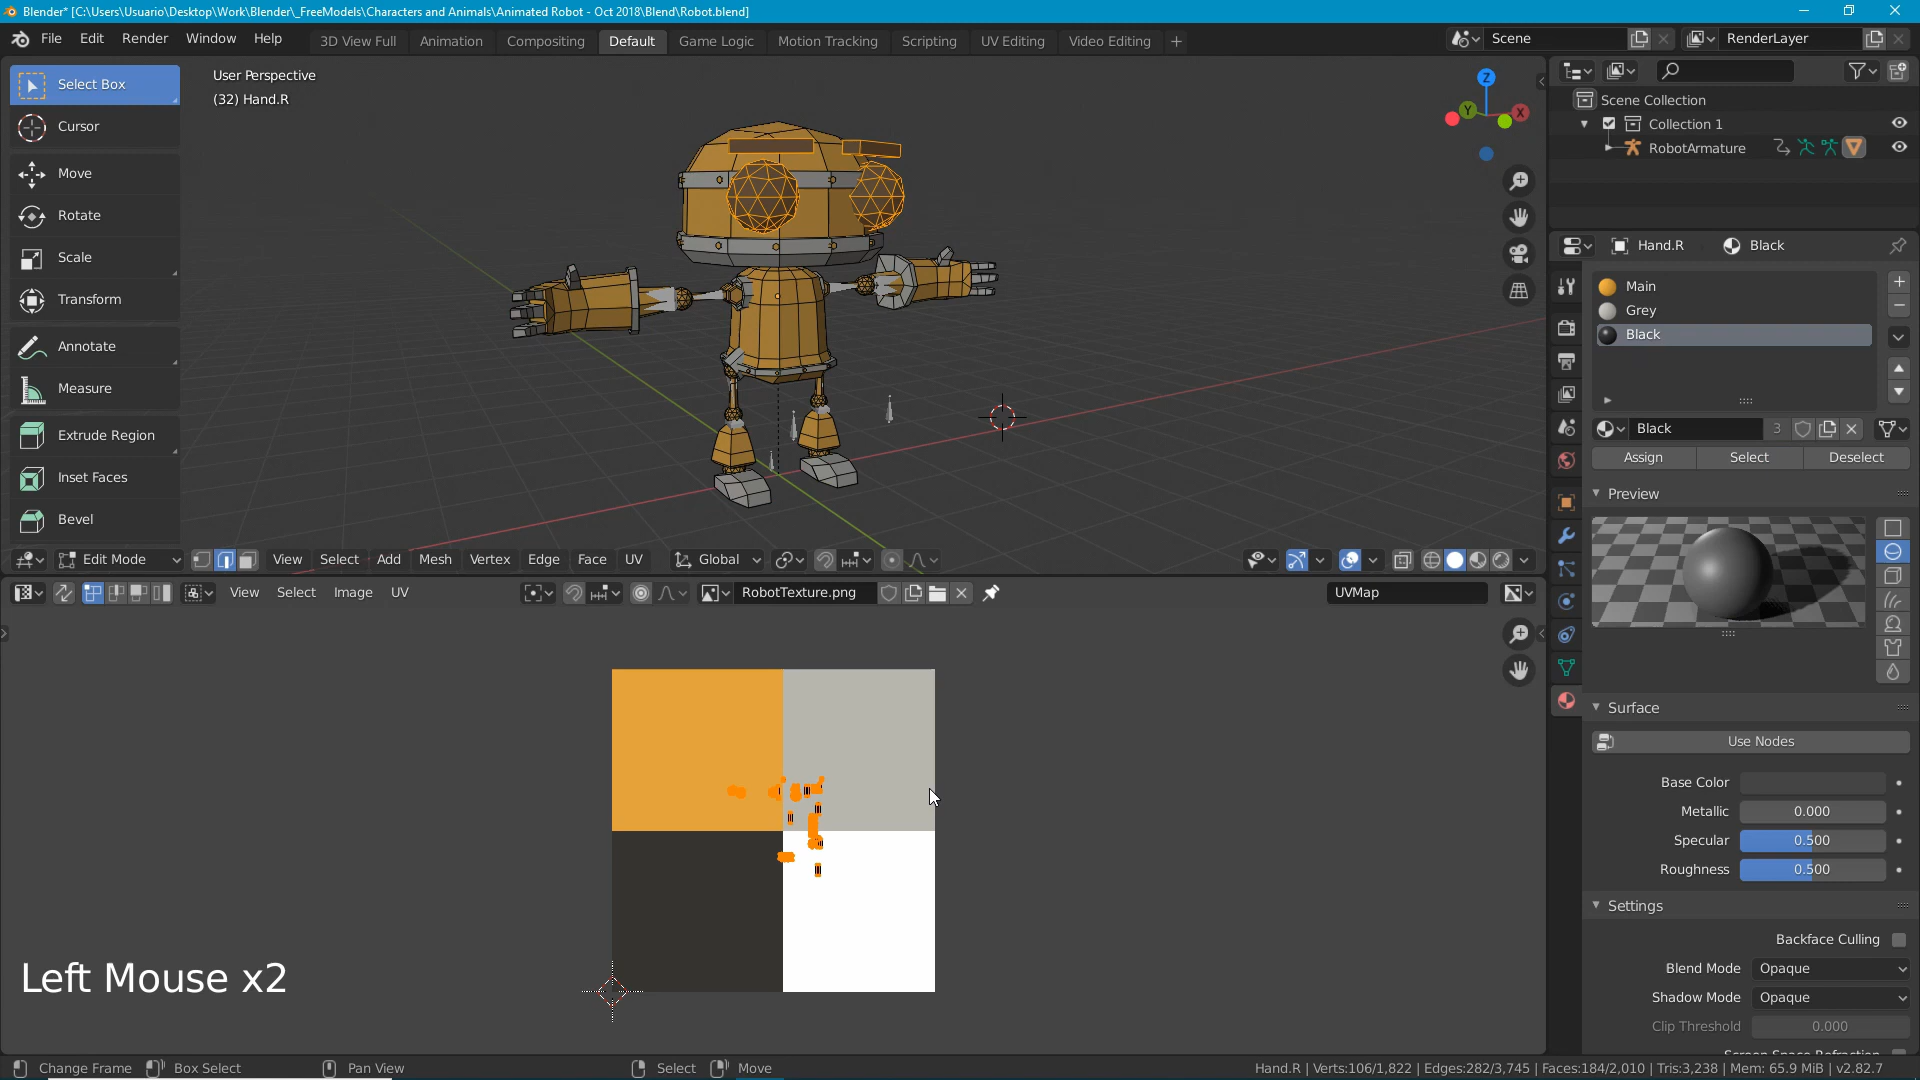 Blender* [C:\Users\Usuario\Desktop\Work\Blender\_FreeModels\Characters and Animals\Animated Robot - Oct 2018\Blend\Robot.blend]
File Edit Render Window Help 3D View Full Animation Compositing Default Game Logic Motion Tracking Scripting UV Editing Video Editing Scene RenderLayer
Select Box
Cursor
Move
Rotate
Scale
Transform
Annotate
Measure
Extrude Region
Inset Faces
Bevel
User Perspective
(32) Hand.R
Z
Y
X
Edit Mode View Select Add Mesh Vertex Edge Face UV Global
View Select Image UV RobotTexture.png UVMap
Left Mouse x2
Scene Collection
Collection 1
RobotArmature
Hand.R Black
Main
Grey
Black
Black 3
Assign Select Deselect
Preview
Surface
Use Nodes
Base Color
Metallic 0.000
Specular 0.500
Roughness 0.500
Settings
Backface Culling
Blend Mode Opaque
Shadow Mode Opaque
Clip Threshold 0.000
Screen Space Refraction
Change Frame Box Select Pan View Select Move Hand.R | Verts:106/1,822 | Edges:282/3,745 | Faces:184/2,010 | Tris:3,238 | Mem: 65.9 MiB | v2.82.7